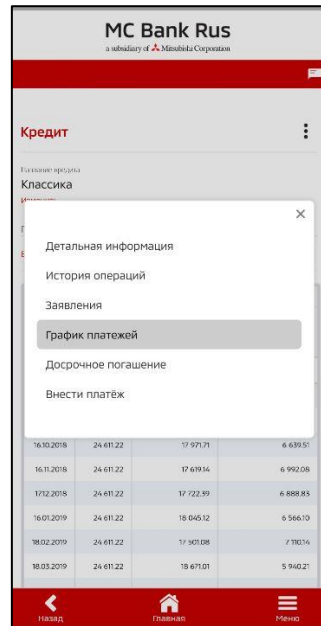 MC Bank Rus
a subsidiary of Mitsubishi Corporation
Кредит
Название кредита
Классика
Детальная информация
История операций
Заявления
График платежей
Досрочное погашение
Внести платёж
16.10.2018 24 611.22 17 971.71 6 639.51
16.11.2018 24 611.22 17 619.14 6 992.08
17.12.2018 24 611.22 17 722.39 6 888.83
16.01.2019 24 611.22 18 045.12 6 566.10
18.02.2019 24 611.22 17 501.08 7 110.14
18.03.2019 24 611.22 18 671.01 5 940.21
Назад Главная Меню